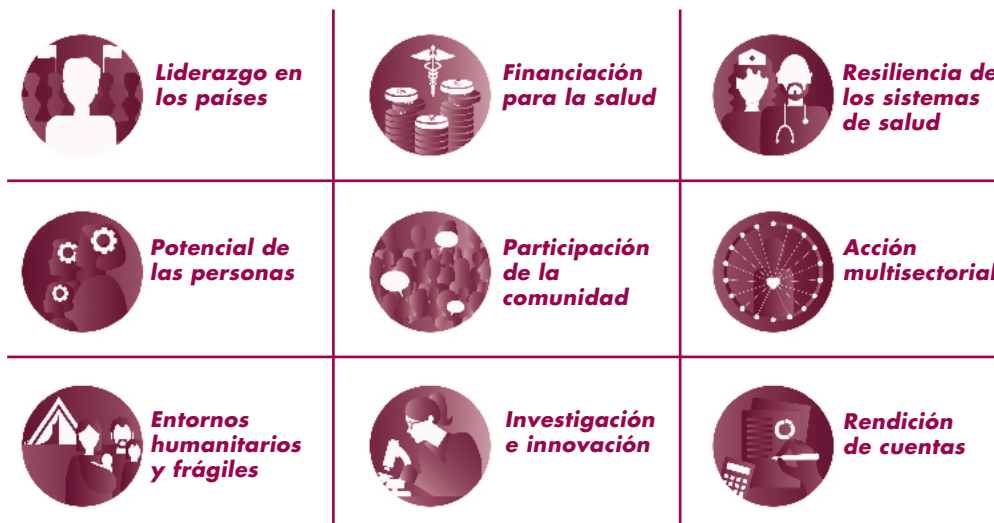 Liderazgo en
los países
Financiación
para la salud
Resiliencia de
los sistemas
de salud
Potencial de
las personas
Participación
de la
comunidad
Acción
multisectorial
Entornos
humanitarios
y frágiles
Investigación
e innovación
Rendición
de cuentas